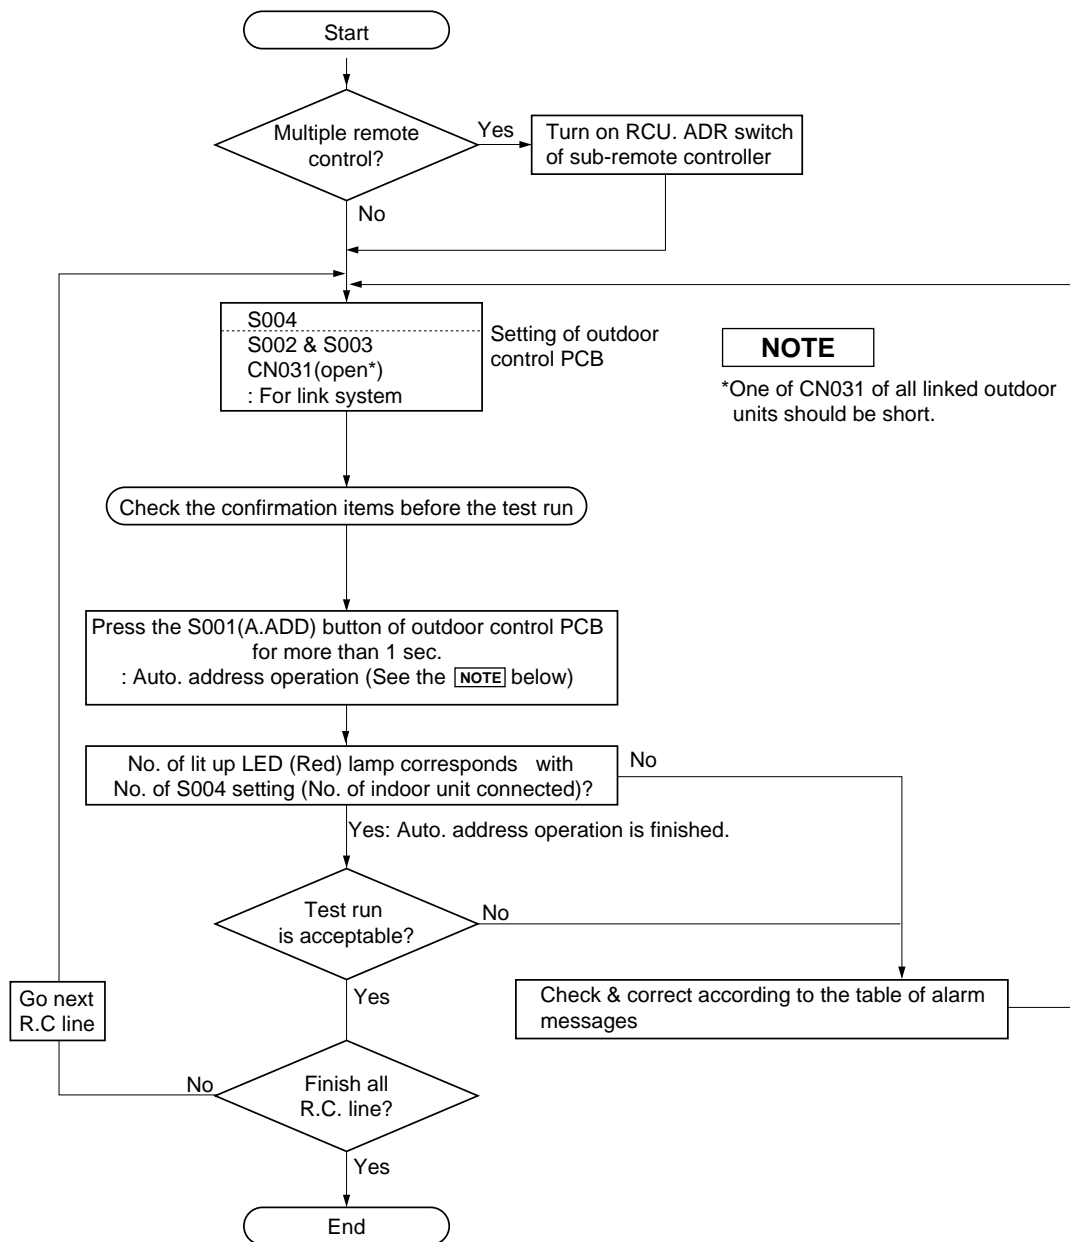 Start
Multiple remote
control?
Yes
Turn on RCU. ADR switch
of sub-remote controller
No
S004
S002 & S003
CN031(open*)
: For link system
Setting of outdoor
control PCB
NOTE
*One of CN031 of all linked outdoor
units should be short.
Check the confirmation items before the test run
Press the S001(A.ADD) button of outdoor control PCB
for more than 1 sec.
: Auto. address operation (See the NOTE below)
No. of lit up LED (Red) lamp corresponds with
No. of S004 setting (No. of indoor unit connected)?
No
Yes: Auto. address operation is finished.
Test run
is acceptable?
No
Yes
Check & correct according to the table of alarm
messages
Go next
R.C line
No
Finish all
R.C. line?
Yes
End